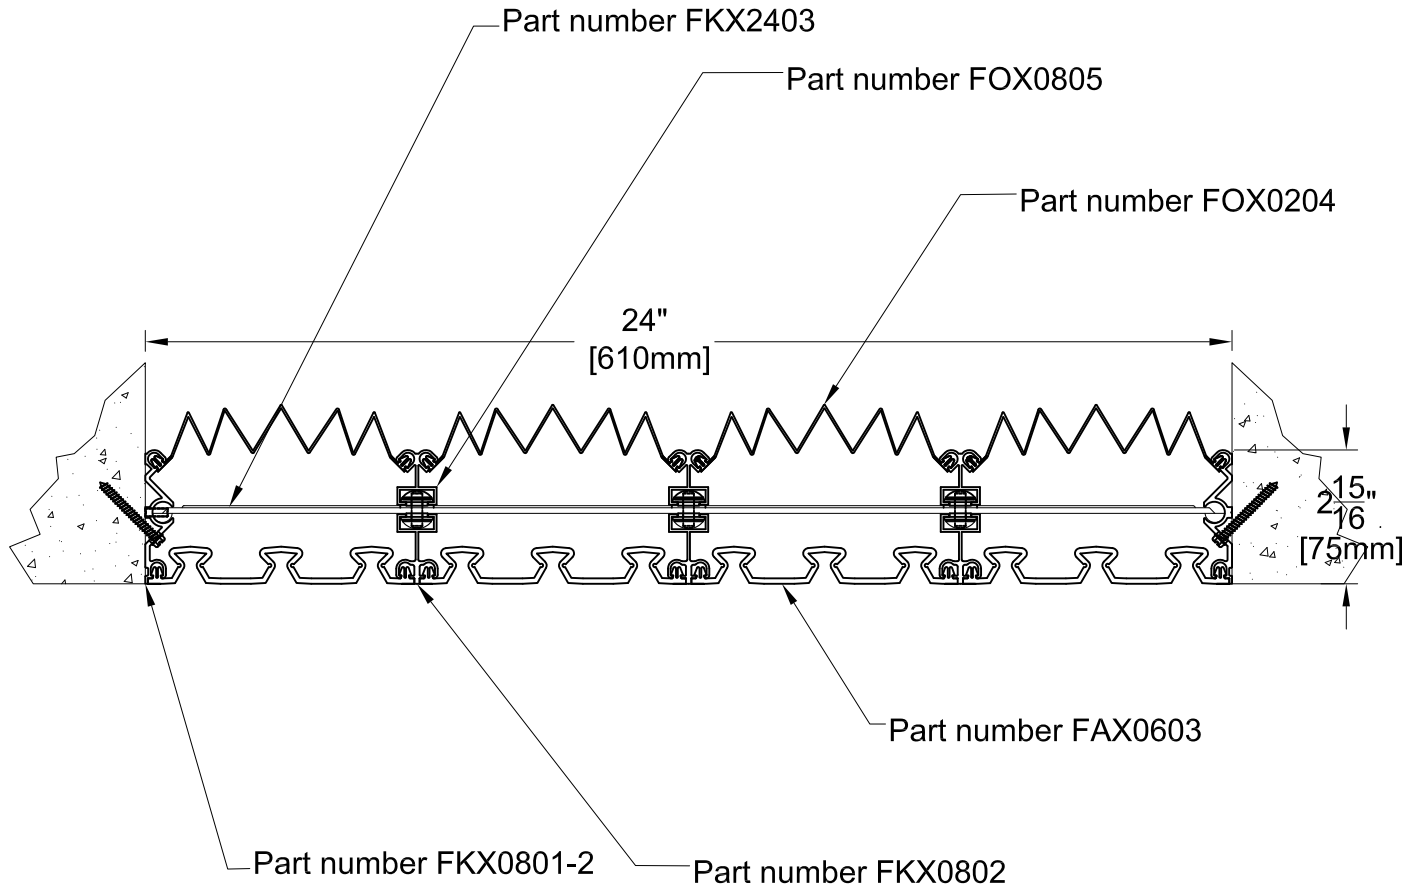 Part number FKX2403
Part number FOX0805
Part number FOX0204
24"
[610mm]
2 15/16"
[75mm]
Part number FAX0603
Part number FKX0801-2
Part number FKX0802